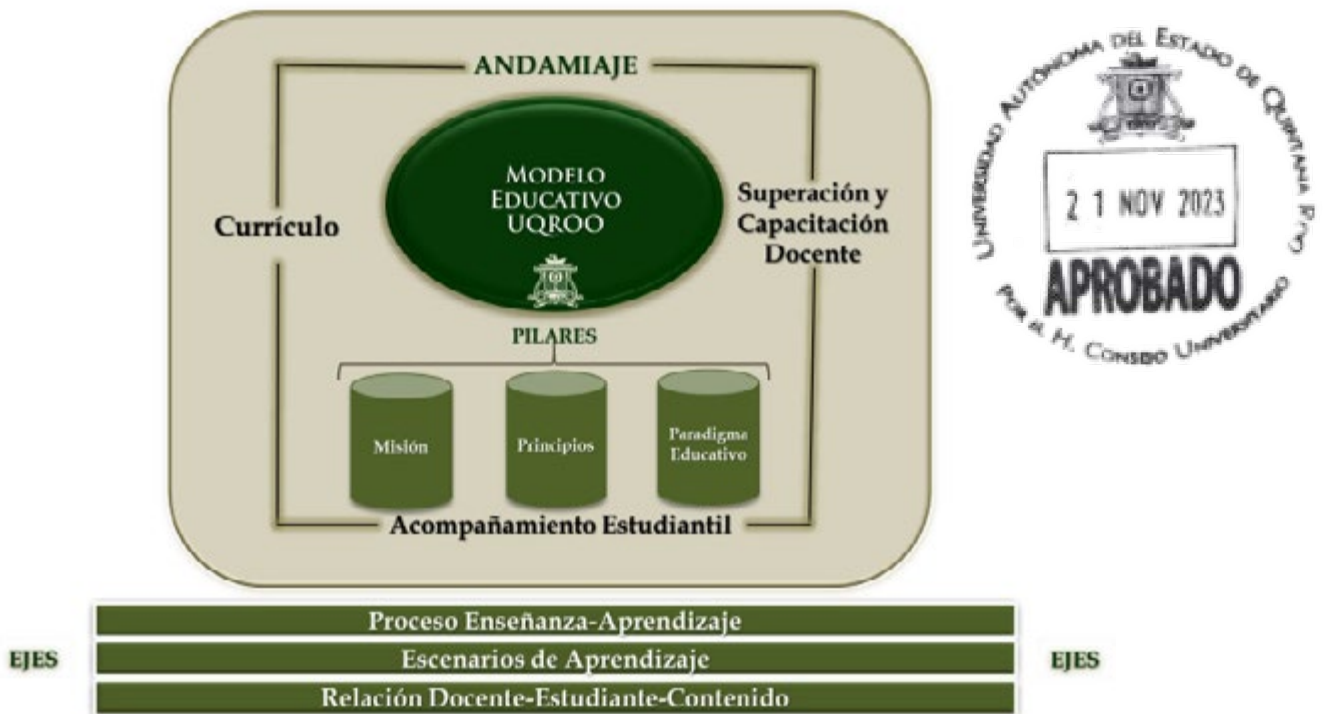 ANDAMIAJE
MODELO
EDUCATIVO
UQROO
Currículo
Superación y
Capacitación
Docente
PILARES
Misión
Principios
Paradigma
Educativo
Acompañamiento Estudiantil
Proceso Enseñanza-Aprendizaje
EJES
Escenarios de Aprendizaje
EJES
Relación Docente-Estudiante-Contenido
UNIVERSIDAD AUTÓNOMA DEL ESTADO DE QUINTANA ROO
21 NOV 2023
APROBADO
POR EL H. CONSEJO UNIVERSITARIO